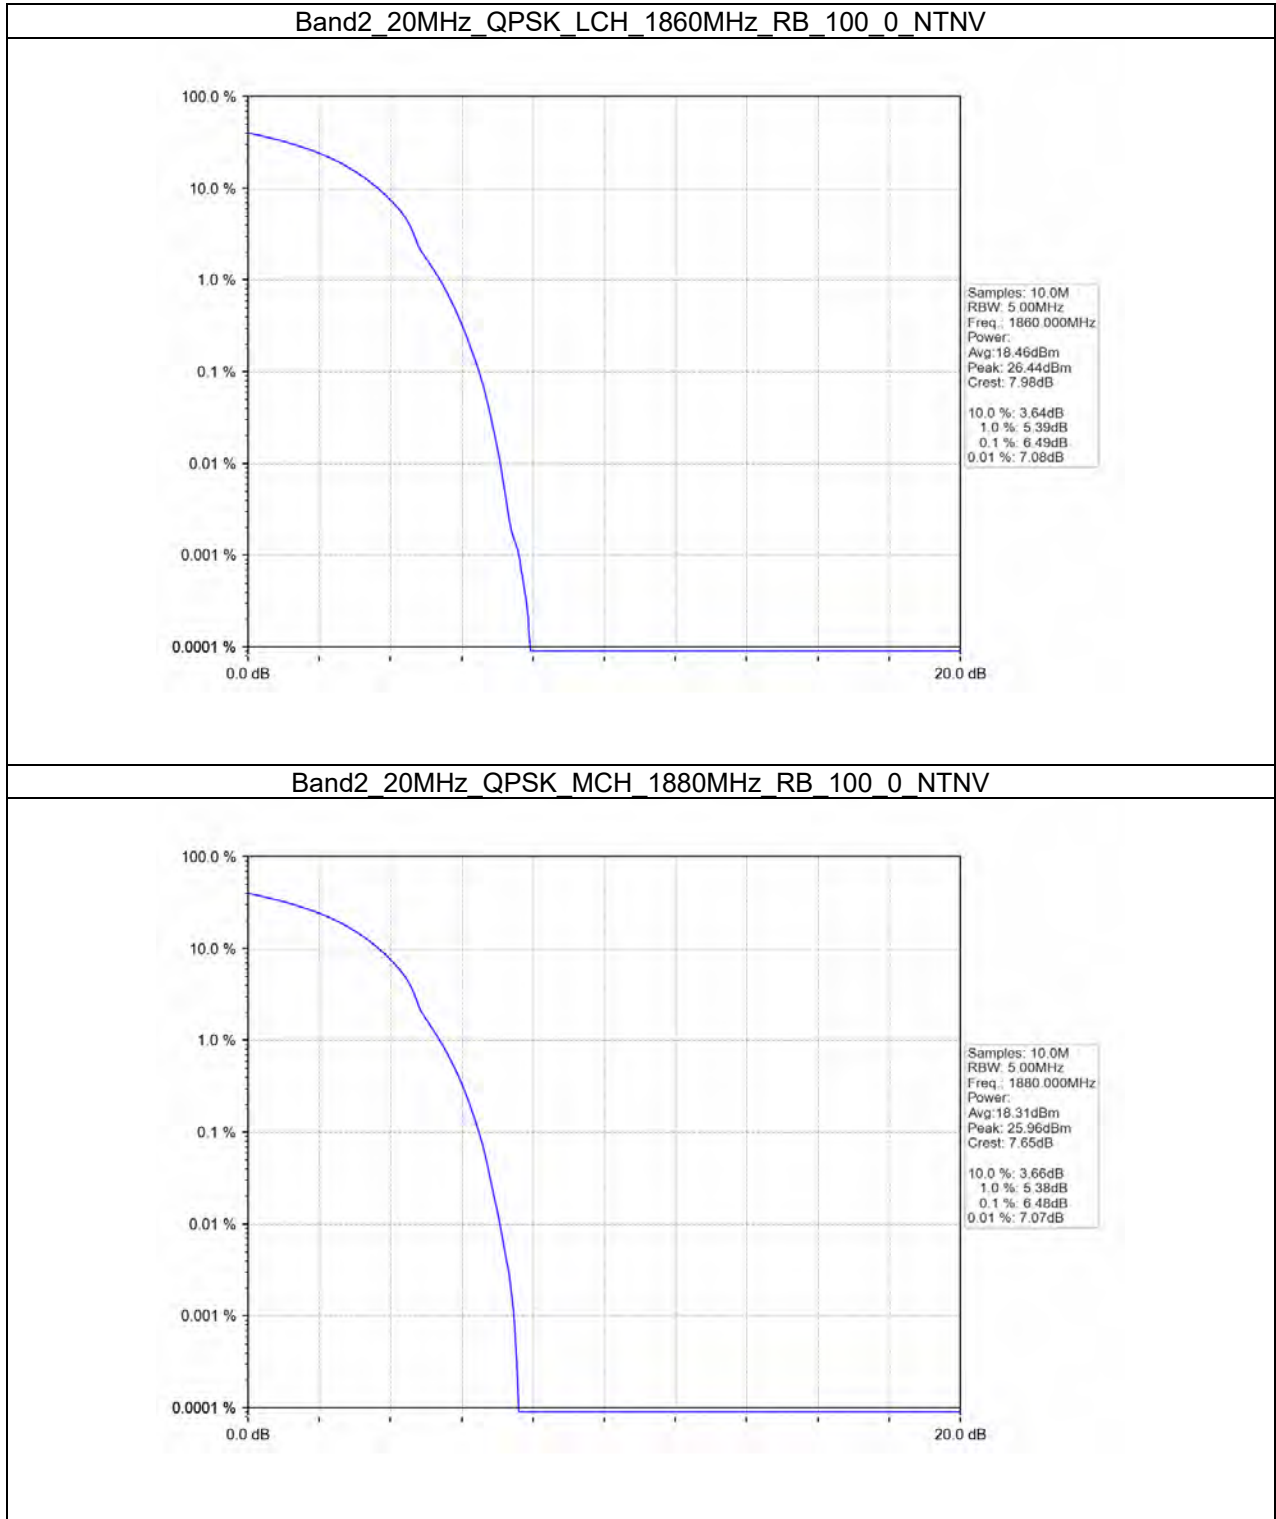 Band2_20MHz_QPSK_LCH_1860MHz_RB_100_0_NTNV
100.0 %
10.0 %
1.0 %
0.1 %
0.01 %
0.001 %
0.0001 %
0.0 dB
20.0 dB
Samples: 10.0M
RBW: 5.00MHz
Freq.: 1860.000MHz
Power:
Avg:18.46dBm
Peak: 26.44dBm
Crest: 7.98dB
10.0 %: 3.64dB
1.0 %: 5.39dB
0.1 %: 6.49dB
0.01 %: 7.08dB
Band2_20MHz_QPSK_MCH_1880MHz_RB_100_0_NTNV
100.0 %
10.0 %
1.0 %
0.1 %
0.01 %
0.001 %
0.0001 %
0.0 dB
20.0 dB
Samples: 10.0M
RBW: 5.00MHz
Freq.: 1880.000MHz
Power:
Avg:18.31dBm
Peak: 25.96dBm
Crest: 7.65dB
10.0 %: 3.66dB
1.0 %: 5.38dB
0.1 %: 6.48dB
0.01 %: 7.07dB